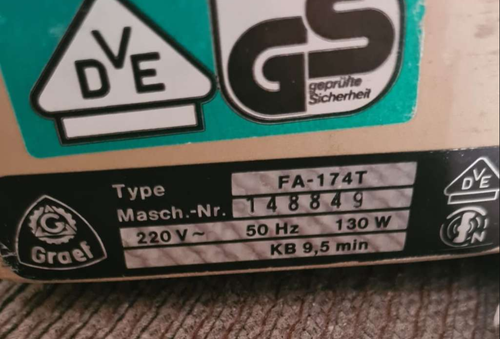 DVE
GS
geprüfte
Sicherheit
Type FA-174T
Masch.-Nr. 148849
220 V~ 50 Hz 130 W
KB 9,5 min
G
Graef
DVE
N